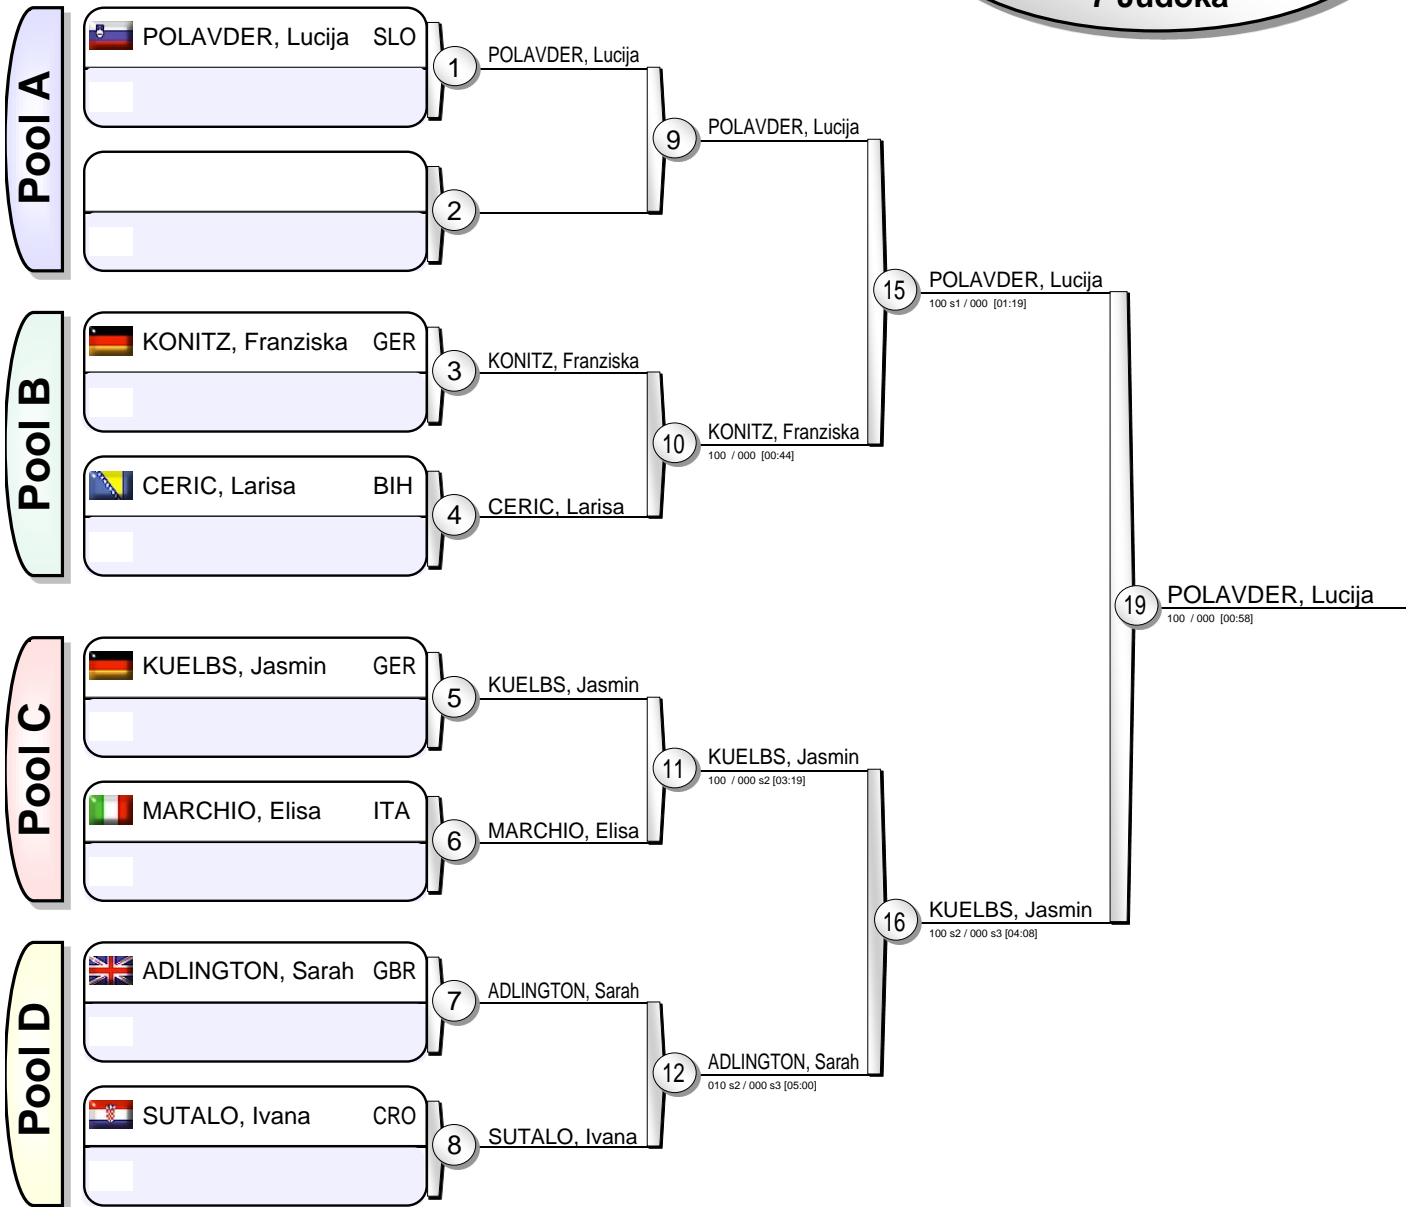 7 Judoka
Pool A
POLAVDER, Lucija SLO
1
POLAVDER, Lucija
2
9
POLAVDER, Lucija
Pool B
KONITZ, Franziska GER
3
KONITZ, Franziska
CERIC, Larisa BIH
4
CERIC, Larisa
10
KONITZ, Franziska
100 / 000 [00:44]
15
POLAVDER, Lucija
100 s1 / 000 [01:19]
Pool C
KUELBS, Jasmin GER
5
KUELBS, Jasmin
MARCHIO, Elisa ITA
6
MARCHIO, Elisa
11
KUELBS, Jasmin
100 / 000 s2 [03:19]
Pool D
ADLINGTON, Sarah GBR
7
ADLINGTON, Sarah
SUTALO, Ivana CRO
8
SUTALO, Ivana
12
ADLINGTON, Sarah
010 s2 / 000 s3 [05:00]
16
KUELBS, Jasmin
100 s2 / 000 s3 [04:08]
19
POLAVDER, Lucija
100 / 000 [00:58]